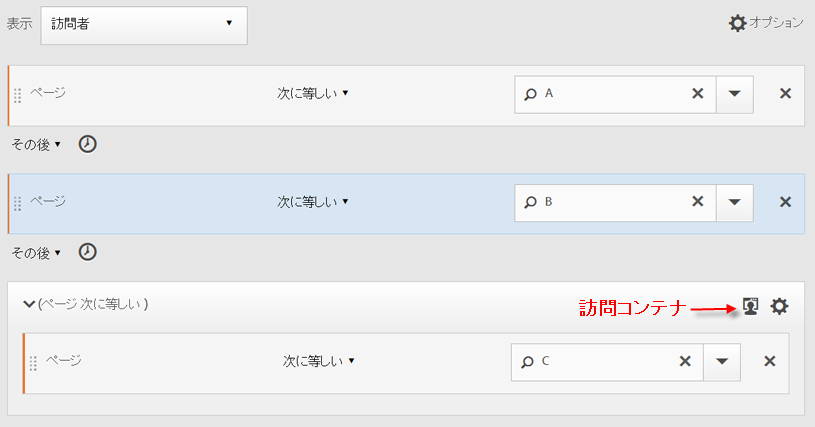 表示 訪問者 オプション
ページ 次に等しい A
その後
ページ 次に等しい B
その後
(ページ 次に等しい ) 訪問コンテナ
ページ 次に等しい C